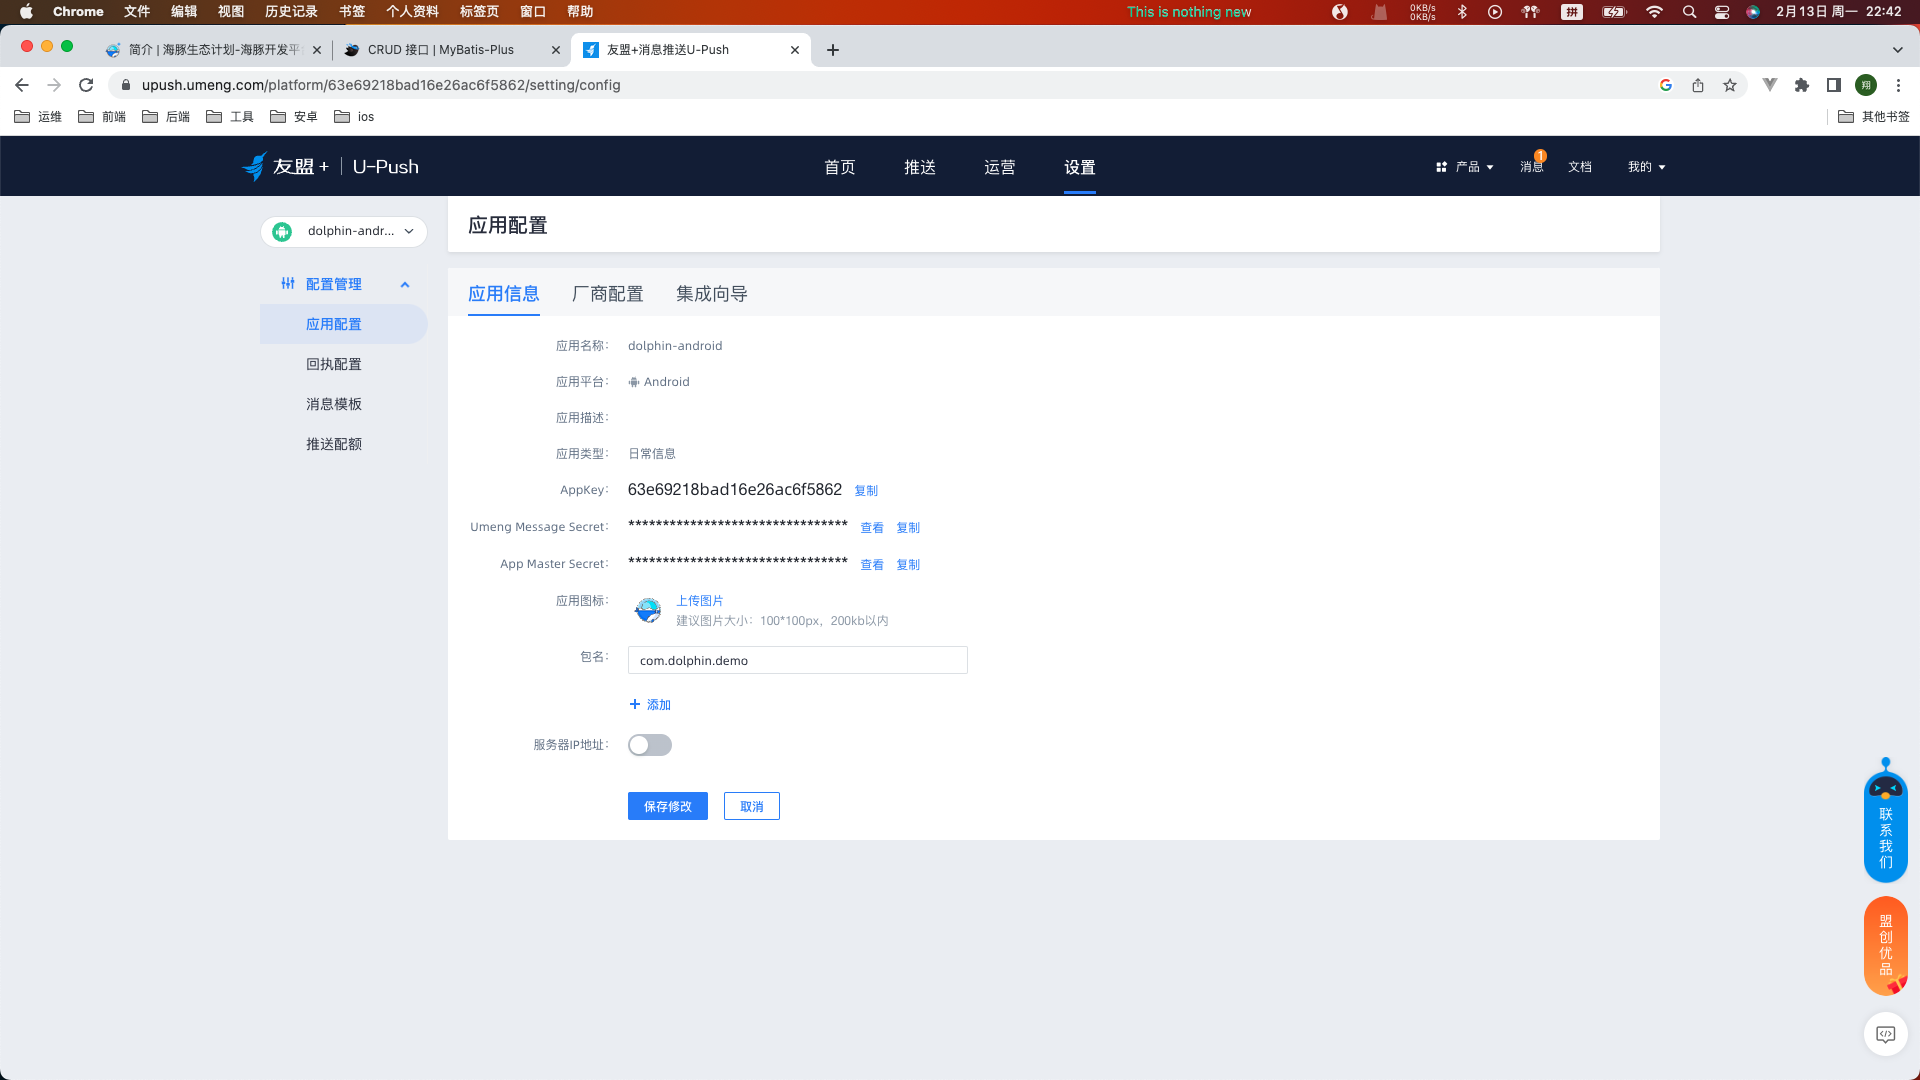 Chrome 文件 编辑 视图 历史记录 书签 个人资料 标签页 窗口 帮助 This is nothing new 0KB/s 0KB/s 拼 2月13日 周一 22:42
简介 | 海豚生态计划-海豚开发平 CRUD 接口 | MyBatis-Plus 友盟+消息推送U-Push
upush.umeng.com/platform/63e69218bad16e26ac6f5862/setting/config 翔
运维 前端 后端 工具 安卓 ios 其他书签
友盟+ U-Push 首页 推送 运营 设置 产品 消息 1 文档 我的
dolphin-andr...
应用配置
配置管理
应用配置
回执配置
消息模板
推送配额
应用信息 厂商配置 集成向导
应用名称: dolphin-android
应用平台: Android
应用描述:
应用类型: 日常信息
AppKey: 63e69218bad16e26ac6f5862 复制
Umeng Message Secret: ******************************** 查看 复制
App Master Secret: ******************************** 查看 复制
应用图标: 上传图片
建议图片大小：100*100px，200kb以内
包名: com.dolphin.demo
+ 添加
服务器IP地址:
保存修改 取消
联系我们
盟创优品